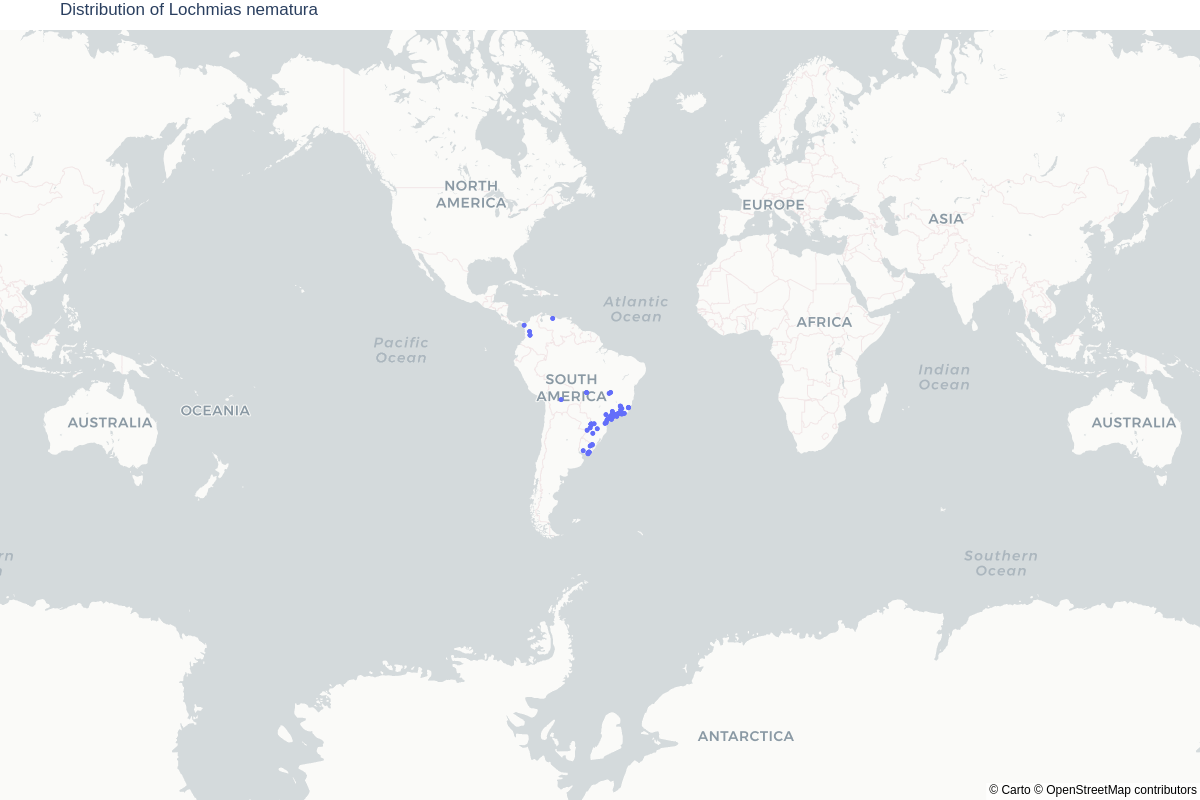 Distribution of Lochmias nematura
NORTH
AMERICA
EUROPE
ASIA
Atlantic
Ocean
AFRICA
Pacific
Ocean
Indian
Ocean
SOUTH
AMERICA
OCEANIA
AUSTRALIA
AUSTRALIA
rn
Southern
Ocean
ANTARCTICA
© Carto © OpenStreetMap contributors